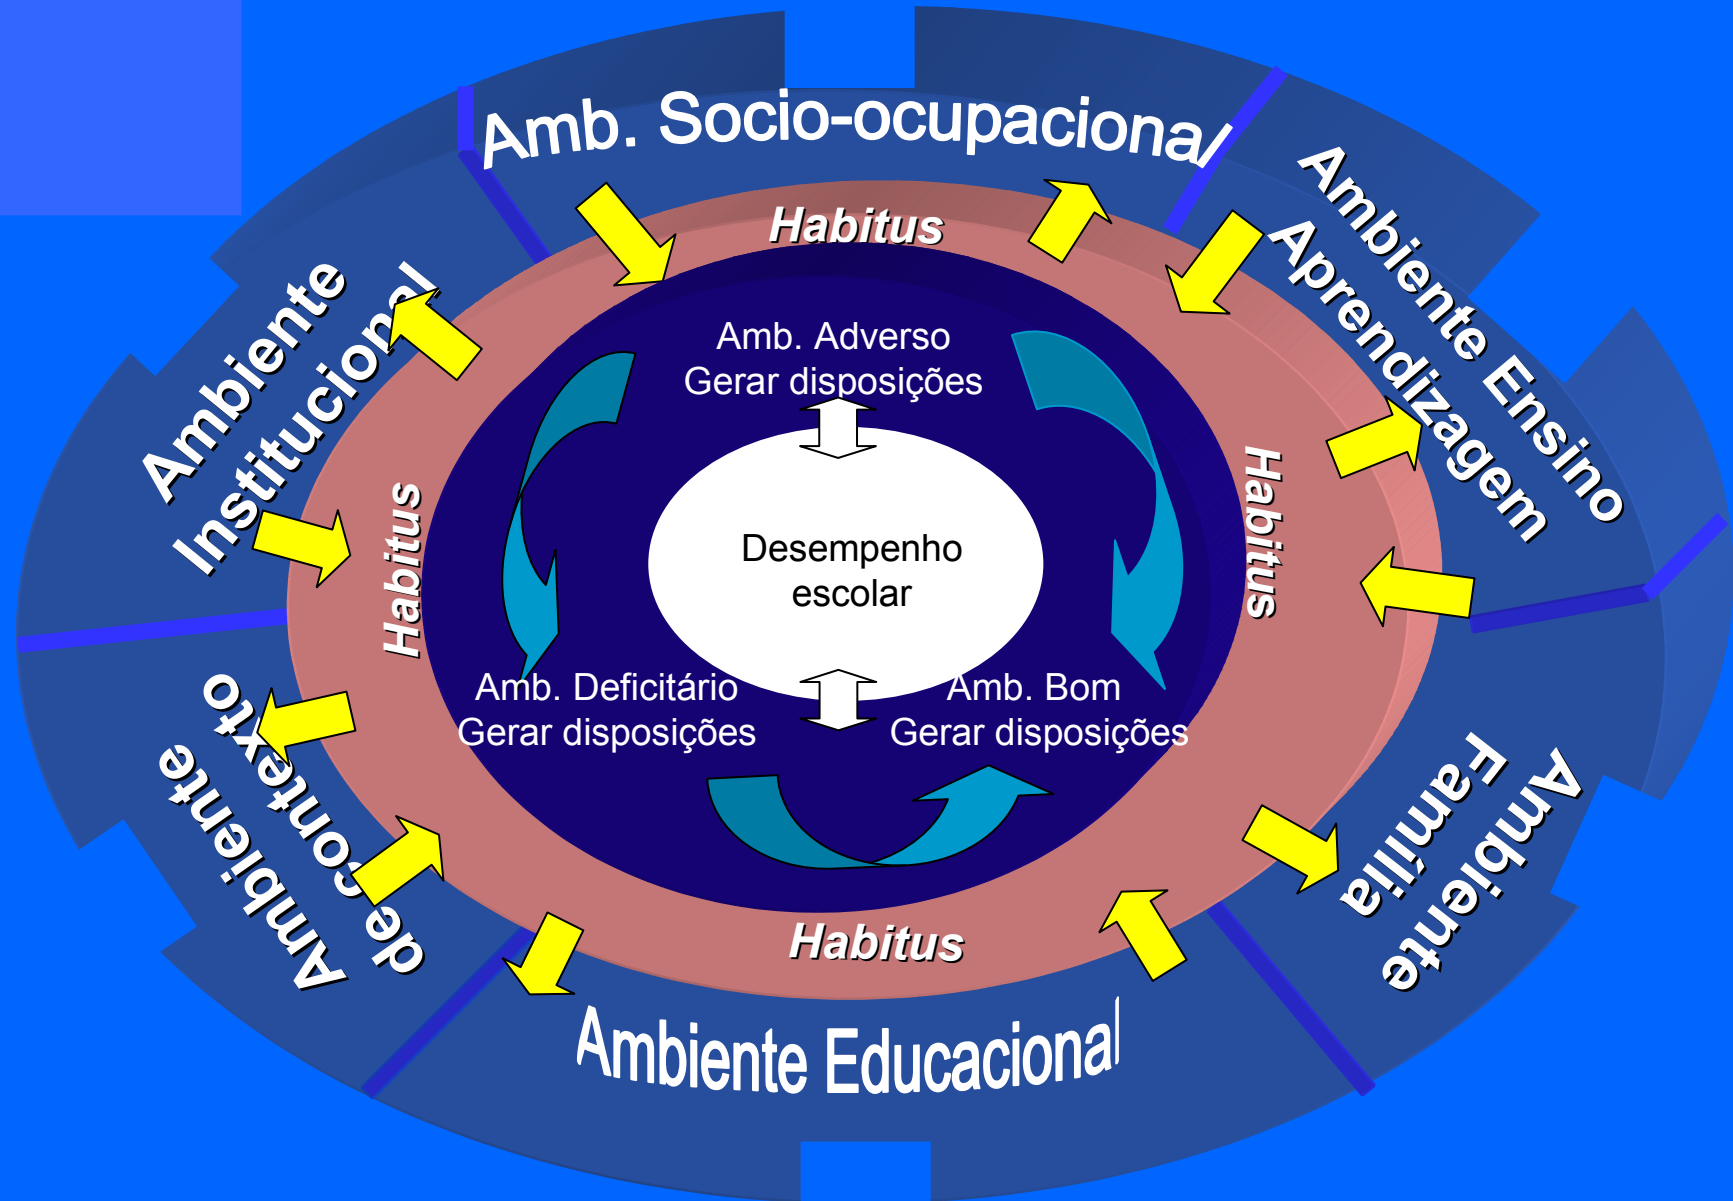 Amb. Socio-ocupacional
Ambiente Ensino
Aprendizagem
Habitus
Ambiente
Institucional
Amb. Adverso
Gerar disposições
Habitus
Habitus
Desempenho
escolar
Amb. Deficitário
Gerar disposições
Amb. Bom
Gerar disposições
Ambiente
de contexto
Ambiente
Família
Habitus
Ambiente Educacional